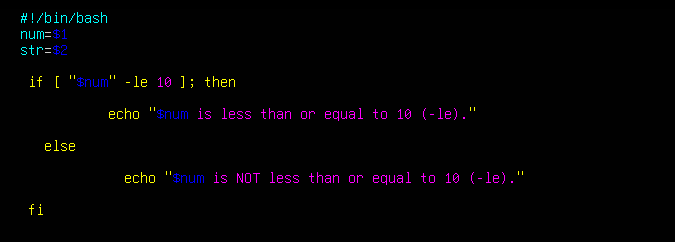 #!/bin/bash
num=$1
str=$2
if [ "$num" -le 10 ]; then
echo "$num is less than or equal to 10 (-le)."
else
echo "$num is NOT less than or equal to 10 (-le)."
fi